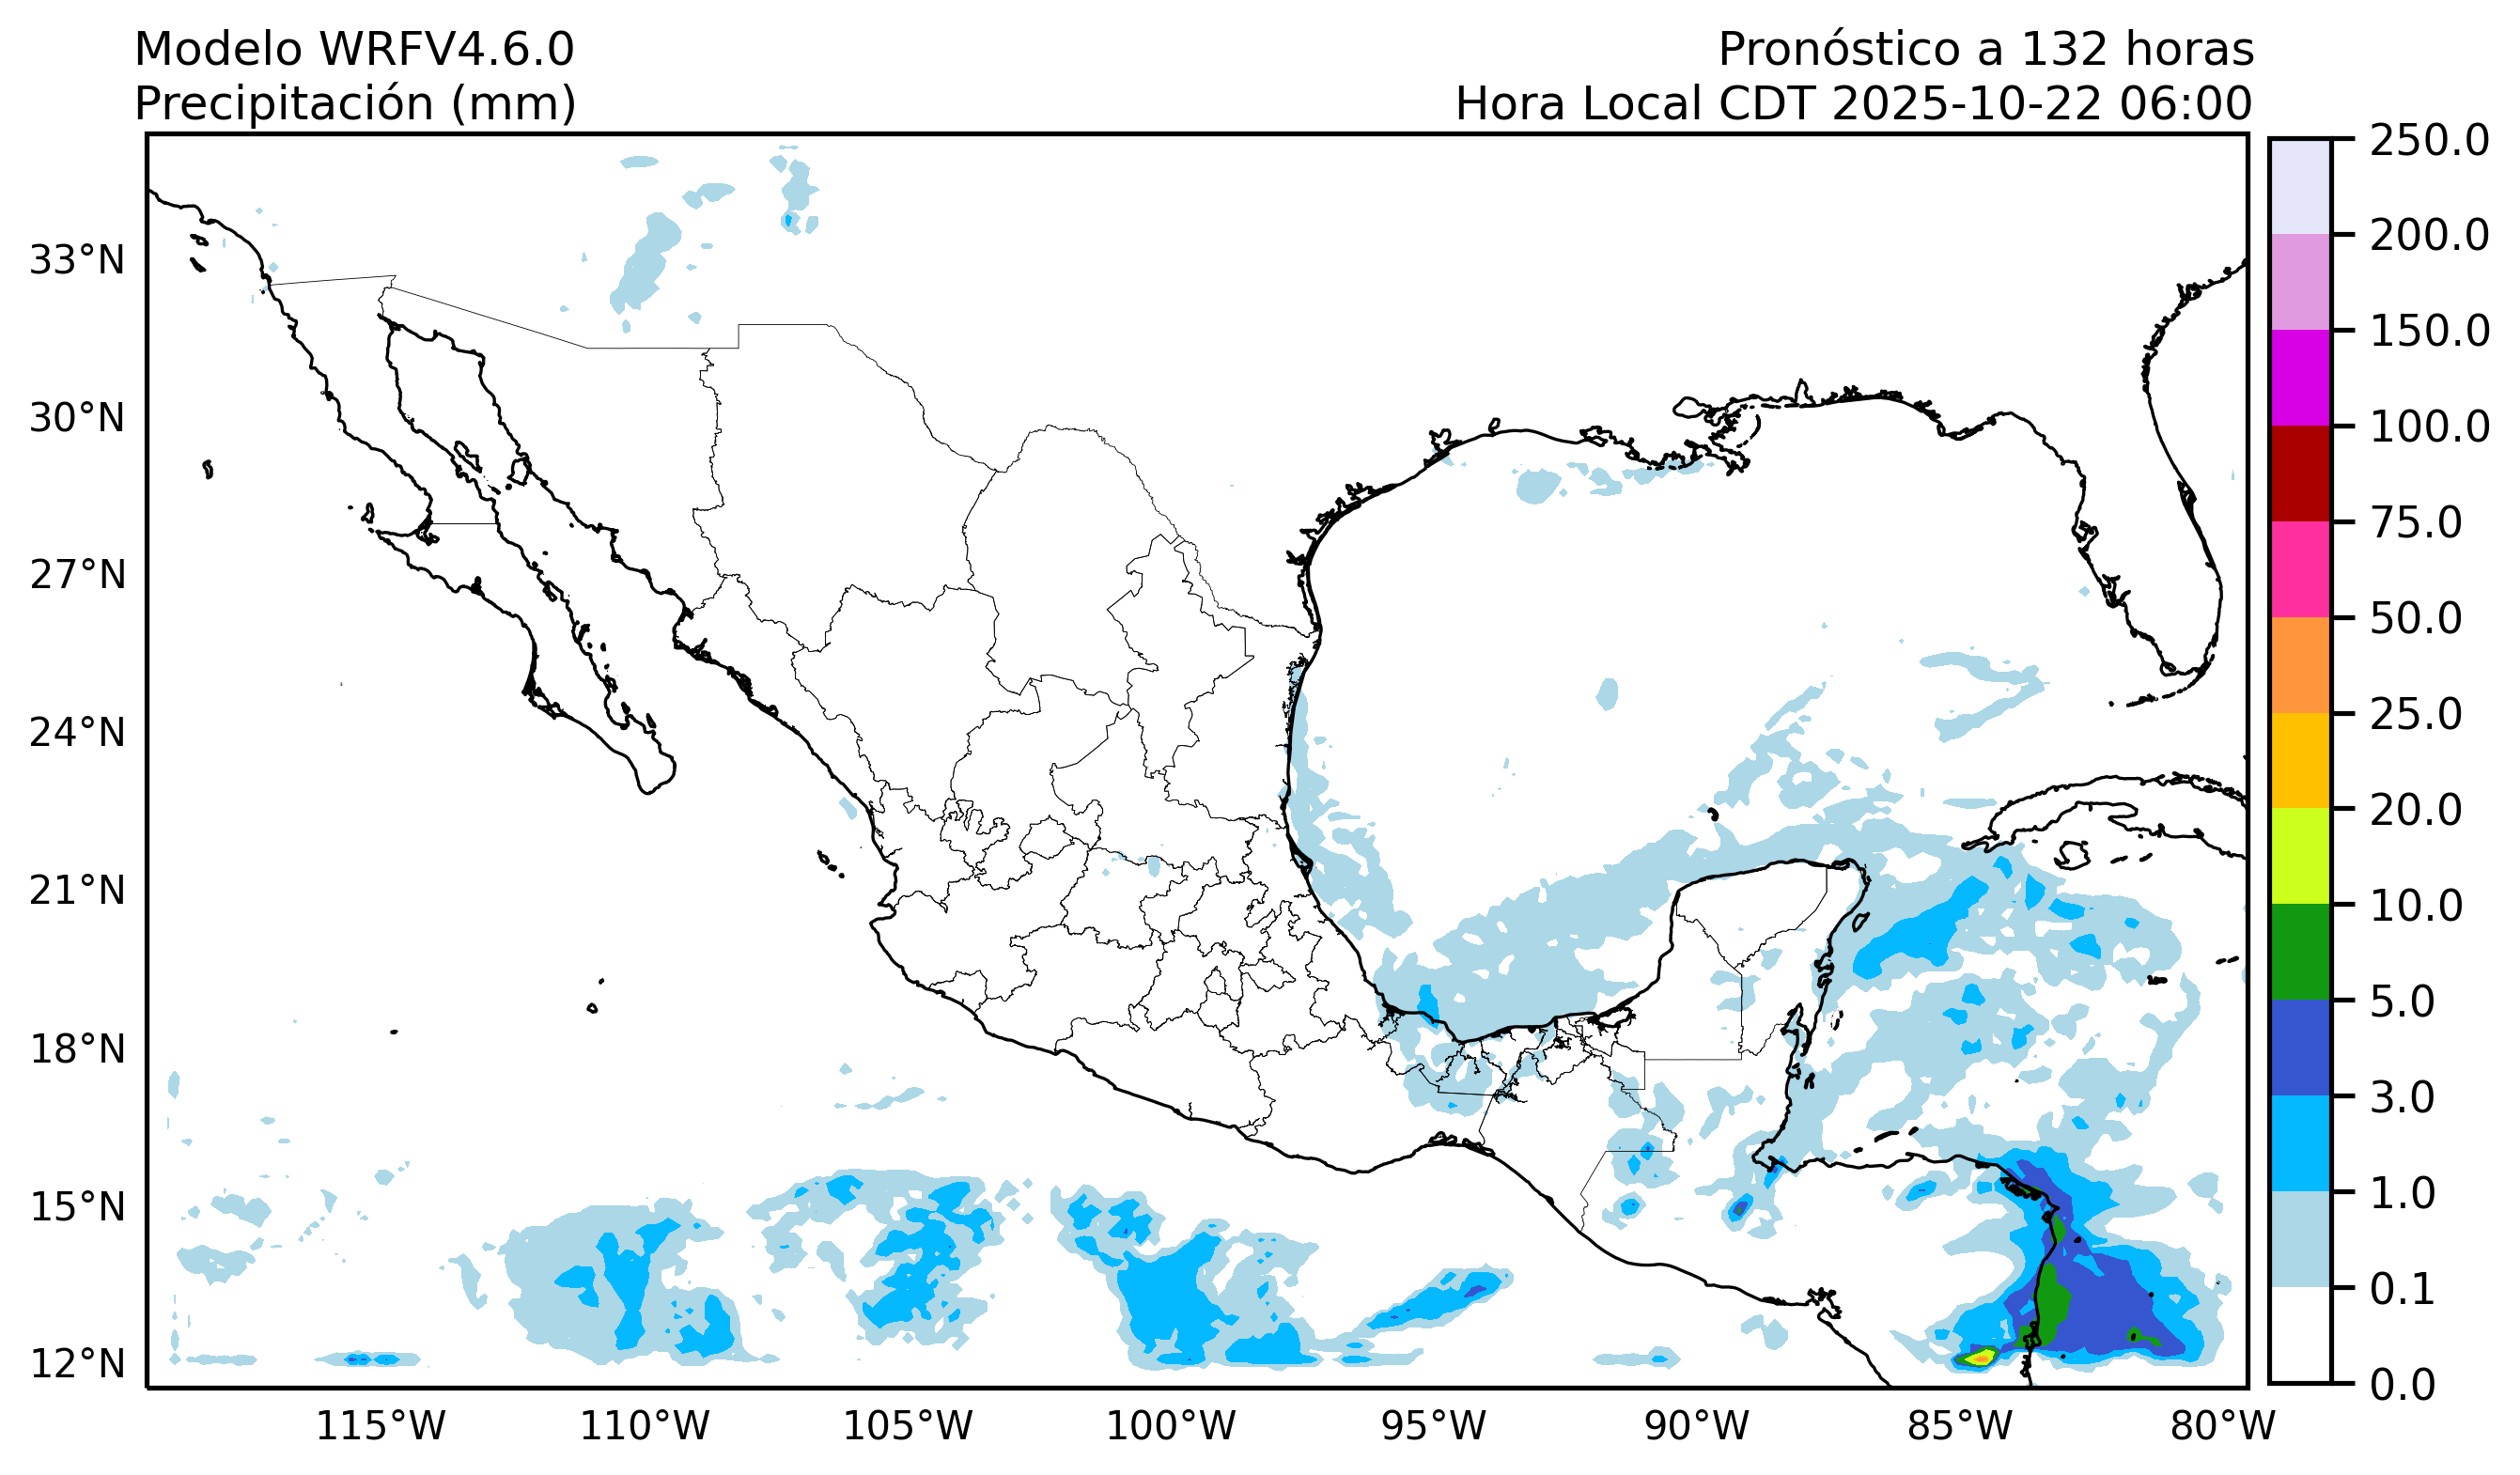 Modelo WRFV4.6.0
Precipitación (mm)
Pronóstico a 132 horas
Hora Local CDT 2025-10-22 06:00
33°N
30°N
27°N
24°N
21°N
18°N
15°N
12°N
115°W
110°W
105°W
100°W
95°W
90°W
85°W
80°W
250.0
200.0
150.0
100.0
75.0
50.0
25.0
20.0
10.0
5.0
3.0
1.0
0.1
0.0